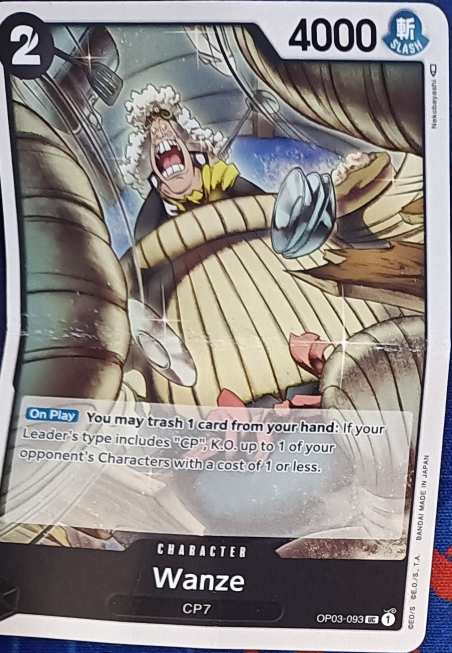 2
4000
斬
SLASH
Nekobayashi
On Play You may trash 1 card from your hand: If your
Leader's type includes "CP", K.O. up to 1 of your
opponent's Characters with a cost of 1 or less.
CHARACTER
Wanze
CP7
OP03-093 UC 1
©ED/S ©E.O./S., T.A. BANDAI MADE IN JAPAN